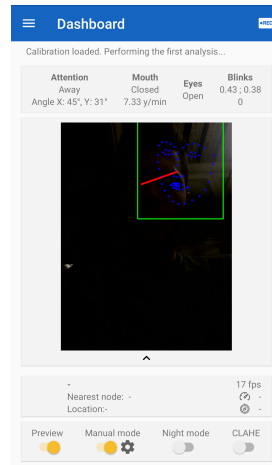 Dashboard
●REC
Calibration loaded. Performing the first analysis...
Attention
Away
Angle X: 45°, Y: 31°
Mouth
Closed
7.33 y/min
Eyes
Open
Blinks
0.43 ; 0.38
0
-
17 fps
Nearest node: -
-
Location:-
-
Preview
Manual mode
Night mode
CLAHE